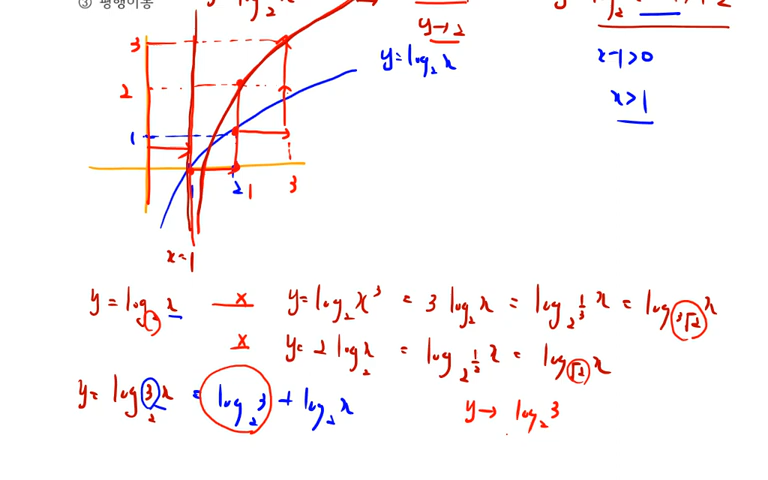 ③ 평행이동
y → 2
y = log₂ x
x-1 > 0
x > 1
3
2
1
1 2 1 3
x=1
y = log₂ x × y = log₂ x³ = 3 log₂ x = log_{2^{1/3}} x = log_{³√2} x
× y = 2 log₂ x = log_{2^{1/2}} x = log_{√2} x
y = log₂ 3x = log₂ 3 + log₂ x y → log₂ 3